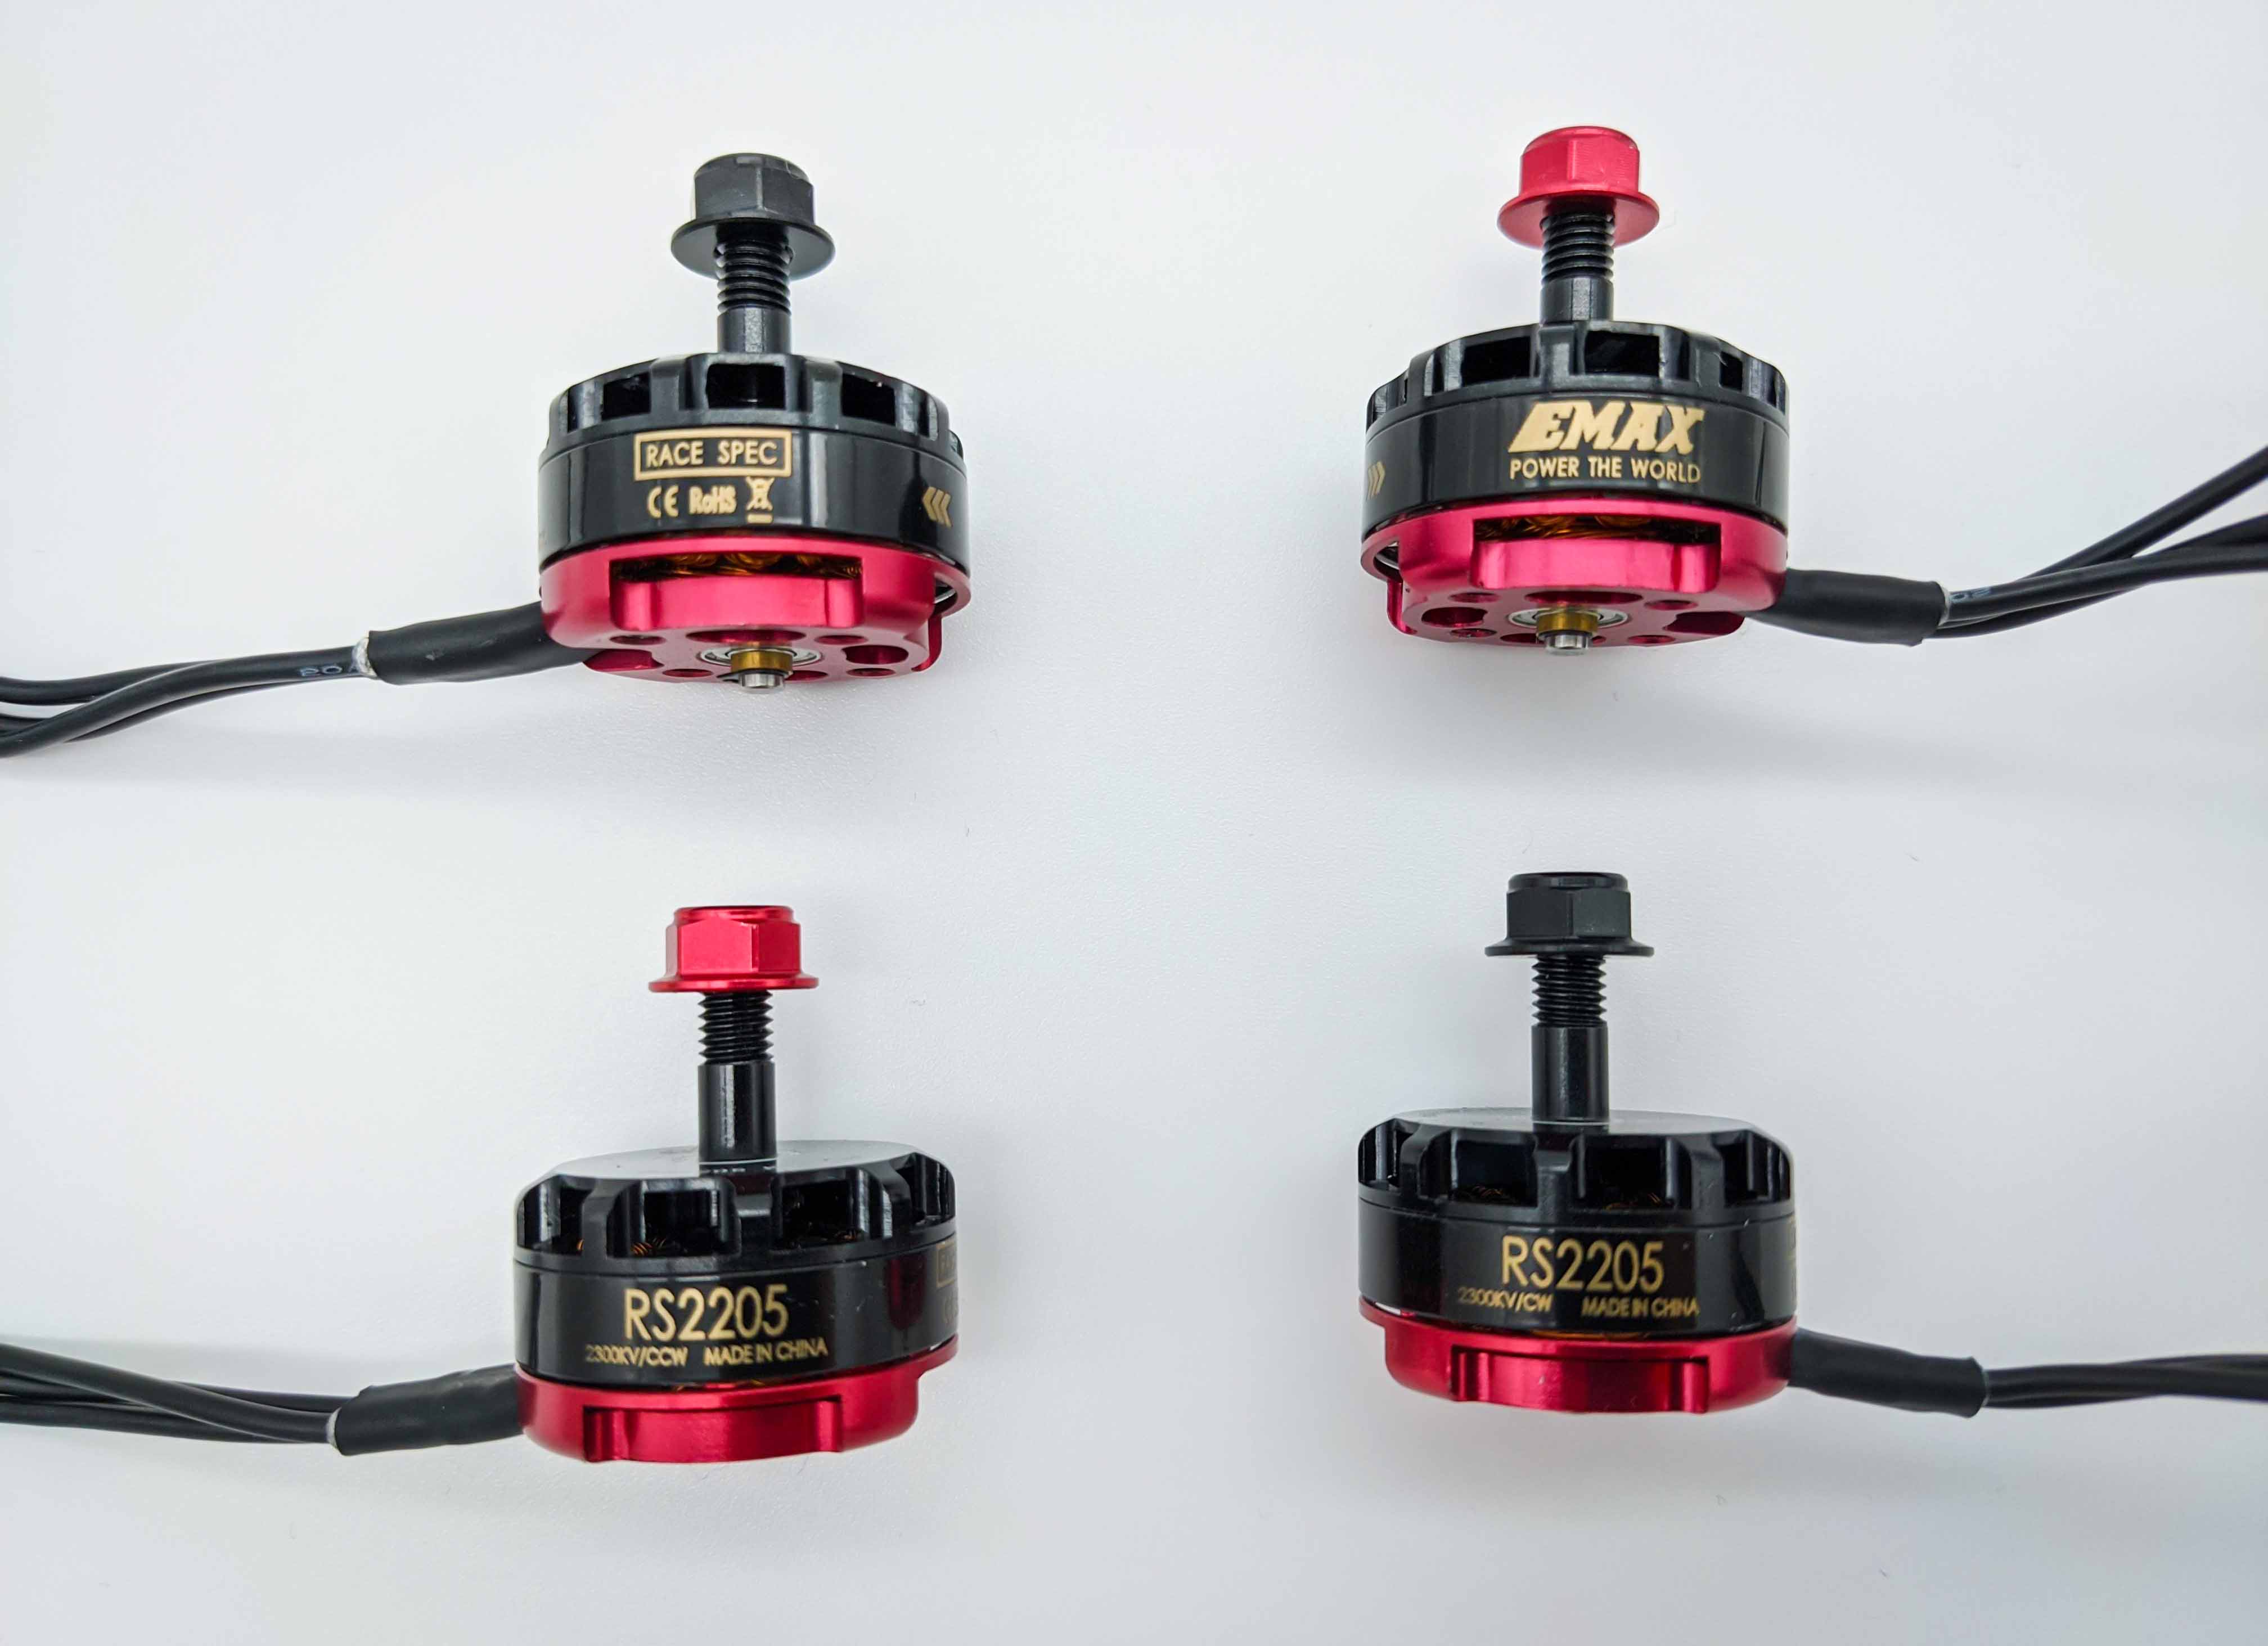 RACE SPEC
CE RoHS
EMAX
POWER THE WORLD
20A
RS2205
2300KV/CCW MADE IN CHINA
RS2205
2300KV/CW MADE IN CHINA